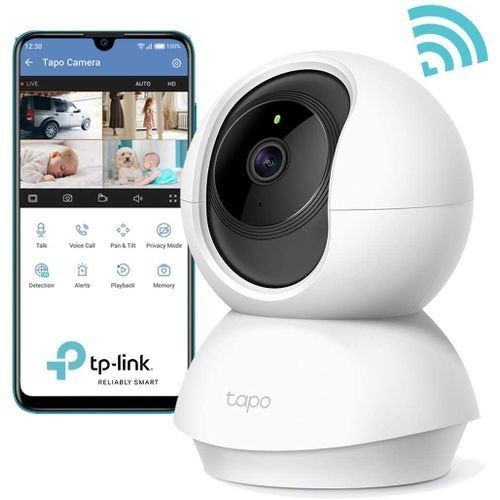 12:30
100%
Tapo Camera
LIVE
AUTO
HD
Talk
Voice Call
Pan & Tilt
Privacy Mode
Detection
Alerts
Playback
Memory
tp-link
RELIABLY SMART
tapo